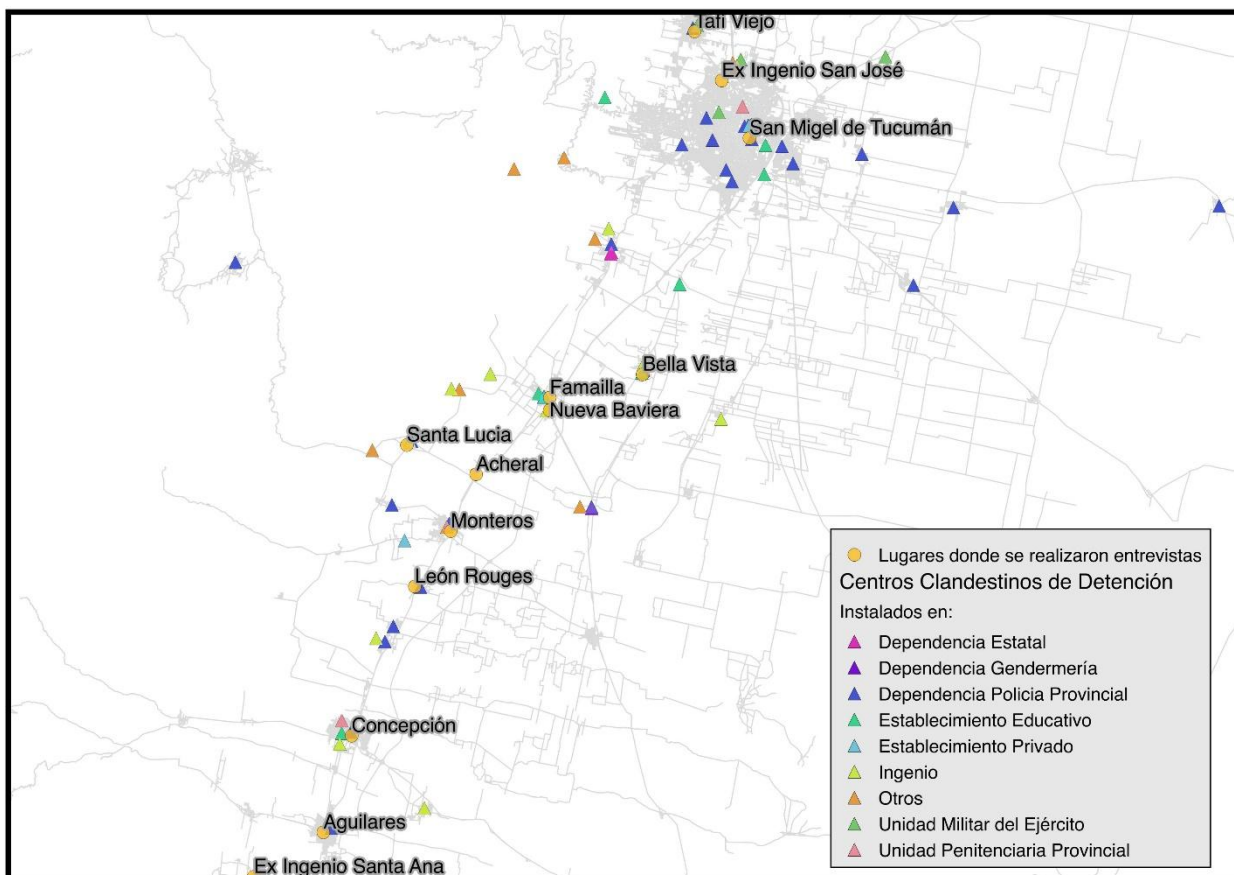 Tafi Viejo
Ex Ingenio San José
San Migel de Tucumán
Bella Vista
Famailla
Nueva Baviera
Santa Lucia
Acheral
Monteros
León Rouges
Concepción
Aguilares
Ex Ingenio Santa Ana
Lugares donde se realizaron entrevistas
Centros Clandestinos de Detención
Instalados en:
Dependencia Estatal
Dependencia Gendermería
Dependencia Policia Provincial
Establecimiento Educativo
Establecimiento Privado
Ingenio
Otros
Unidad Militar del Ejército
Unidad Penitenciaria Provincial